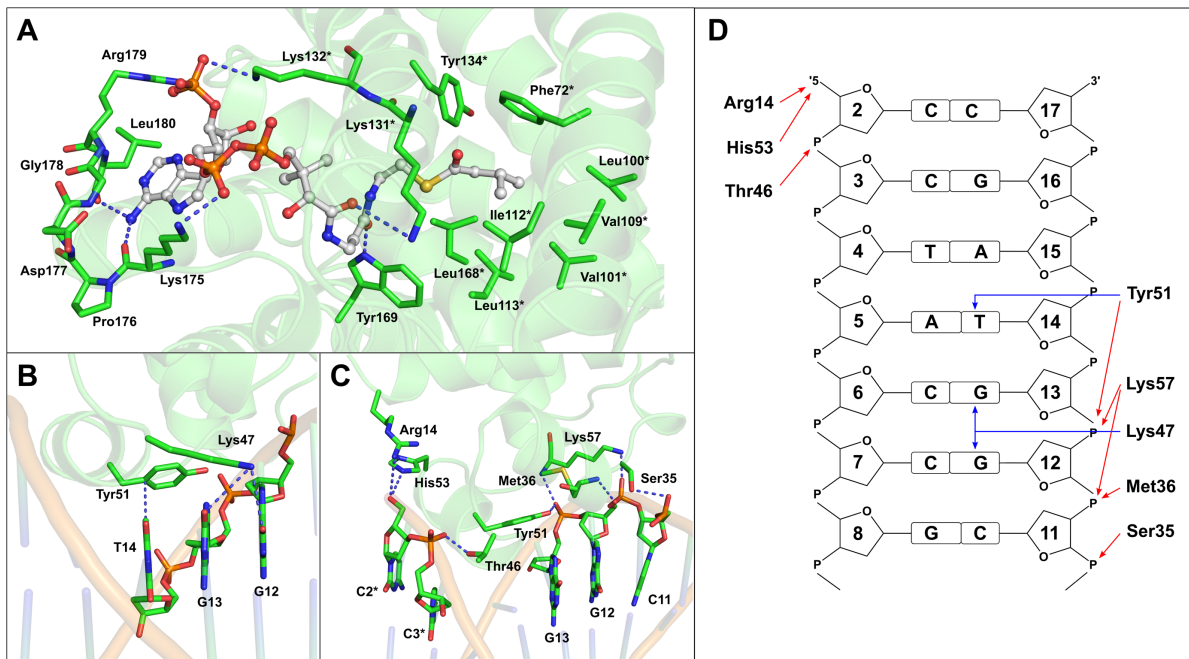 A
Arg179
Lys132*
Tyr134*
Phe72*
Leu180
Lys131*
Gly178
Leu100*
Ile112*
Val109*
Asp177
Lys175
Leu168*
Val101*
Pro176
Tyr169
Leu113*
B
Lys47
Tyr51
T14
G13
G12
C
Arg14
Lys57
His53
Met36
Ser35
Tyr51
Thr46
C2*
G12
C11
C3*
G13
D
'5 3'
Arg14
O 2 C C 17 O
His53
P P
Thr46
O 3 C G 16 O
P P
O 4 T A 15 O
P P
Tyr51
O 5 A T 14 O
P P
O 6 C G 13 O
Lys57
P P
Lys47
O 7 C G 12 O
Met36
P P
O 8 G C 11 O
Ser35
P P